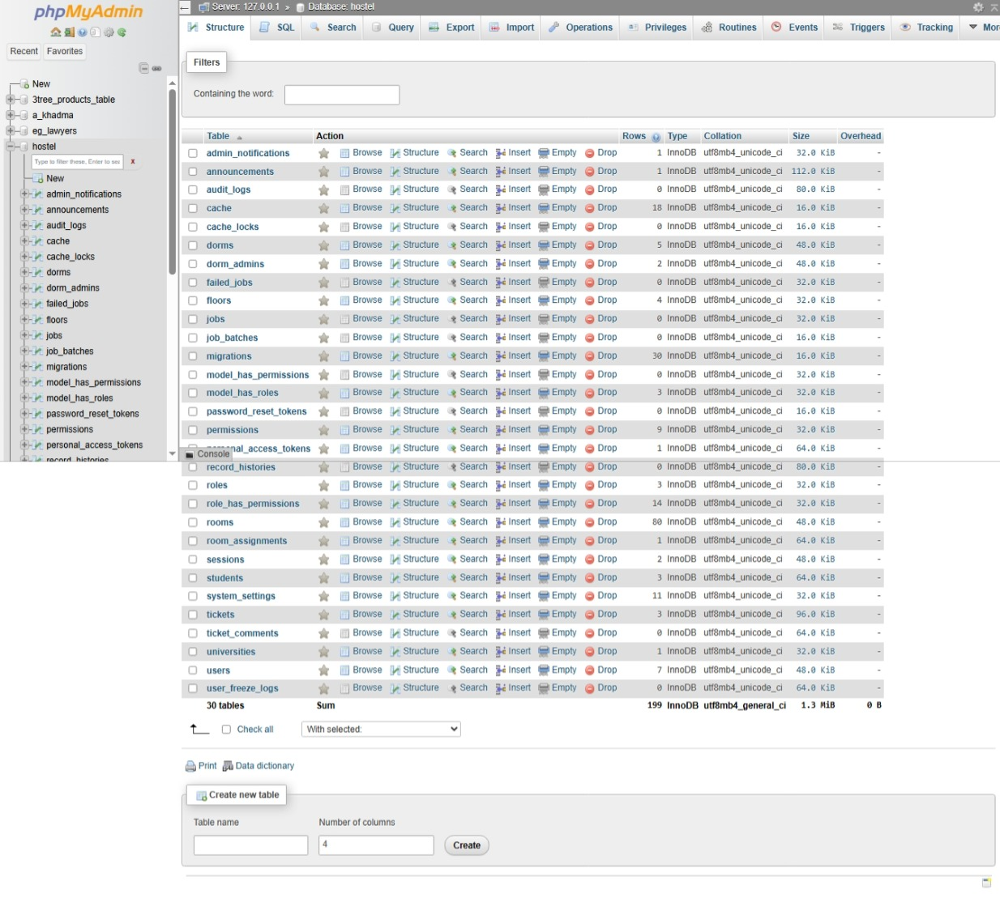 phpMyAdmin
Recent Favorites
New
3tree_products_table
a_khadma
eg_lawyers
hostel
Type to filter these, Enter to sea X
New
admin_notifications
announcements
audit_logs
cache
cache_locks
dorms
dorm_admins
failed_jobs
floors
jobs
job_batches
migrations
model_has_permissions
model_has_roles
password_reset_tokens
permissions
personal_access_tokens
record_histories
Server: 127.0.0.1 » Database: hostel
Structure SQL Search Query Export Import Operations Privileges Routines Events Triggers Tracking Mor
Filters
Containing the word:
Table Action Rows Type Collation Size Overhead
admin_notifications Browse Structure Search Insert Empty Drop 1 InnoDB utf8mb4_unicode_ci 32.0 KiB -
announcements Browse Structure Search Insert Empty Drop 1 InnoDB utf8mb4_unicode_ci 112.0 KiB -
audit_logs Browse Structure Search Insert Empty Drop 0 InnoDB utf8mb4_unicode_ci 80.0 KiB -
cache Browse Structure Search Insert Empty Drop 18 InnoDB utf8mb4_unicode_ci 16.0 KiB -
cache_locks Browse Structure Search Insert Empty Drop 0 InnoDB utf8mb4_unicode_ci 16.0 KiB -
dorms Browse Structure Search Insert Empty Drop 5 InnoDB utf8mb4_unicode_ci 48.0 KiB -
dorm_admins Browse Structure Search Insert Empty Drop 2 InnoDB utf8mb4_unicode_ci 48.0 KiB -
failed_jobs Browse Structure Search Insert Empty Drop 0 InnoDB utf8mb4_unicode_ci 32.0 KiB -
floors Browse Structure Search Insert Empty Drop 4 InnoDB utf8mb4_unicode_ci 32.0 KiB -
jobs Browse Structure Search Insert Empty Drop 0 InnoDB utf8mb4_unicode_ci 32.0 KiB -
job_batches Browse Structure Search Insert Empty Drop 0 InnoDB utf8mb4_unicode_ci 16.0 KiB -
migrations Browse Structure Search Insert Empty Drop 30 InnoDB utf8mb4_unicode_ci 16.0 KiB -
model_has_permissions Browse Structure Search Insert Empty Drop 0 InnoDB utf8mb4_unicode_ci 32.0 KiB -
model_has_roles Browse Structure Search Insert Empty Drop 3 InnoDB utf8mb4_unicode_ci 32.0 KiB -
password_reset_tokens Browse Structure Search Insert Empty Drop 0 InnoDB utf8mb4_unicode_ci 16.0 KiB -
permissions Browse Structure Search Insert Empty Drop 9 InnoDB utf8mb4_unicode_ci 32.0 KiB -
personal_access_tokens Browse Structure Search Insert Empty Drop 1 InnoDB utf8mb4_unicode_ci 64.0 KiB -
Console
record_histories Browse Structure Search Insert Empty Drop 0 InnoDB utf8mb4_unicode_ci 80.0 KiB -
roles Browse Structure Search Insert Empty Drop 3 InnoDB utf8mb4_unicode_ci 32.0 KiB -
role_has_permissions Browse Structure Search Insert Empty Drop 14 InnoDB utf8mb4_unicode_ci 32.0 KiB -
rooms Browse Structure Search Insert Empty Drop 80 InnoDB utf8mb4_unicode_ci 48.0 KiB -
room_assignments Browse Structure Search Insert Empty Drop 1 InnoDB utf8mb4_unicode_ci 64.0 KiB -
sessions Browse Structure Search Insert Empty Drop 2 InnoDB utf8mb4_unicode_ci 48.0 KiB -
students Browse Structure Search Insert Empty Drop 3 InnoDB utf8mb4_unicode_ci 64.0 KiB -
system_settings Browse Structure Search Insert Empty Drop 11 InnoDB utf8mb4_unicode_ci 32.0 KiB -
tickets Browse Structure Search Insert Empty Drop 3 InnoDB utf8mb4_unicode_ci 96.0 KiB -
ticket_comments Browse Structure Search Insert Empty Drop 0 InnoDB utf8mb4_unicode_ci 64.0 KiB -
universities Browse Structure Search Insert Empty Drop 1 InnoDB utf8mb4_unicode_ci 32.0 KiB -
users Browse Structure Search Insert Empty Drop 7 InnoDB utf8mb4_unicode_ci 48.0 KiB -
user_freeze_logs Browse Structure Search Insert Empty Drop 0 InnoDB utf8mb4_unicode_ci 64.0 KiB -
30 tables Sum 199 InnoDB utf8mb4_general_ci 1.3 MiB 0 B
Check all With selected:
Print Data dictionary
Create new table
Table name Number of columns
4 Create